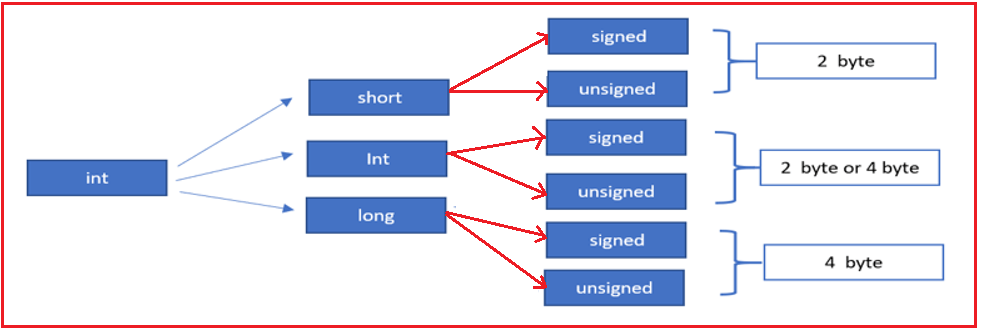 int
short
Int
long
signed
unsigned
signed
unsigned
signed
unsigned
2 byte
2 byte or 4 byte
4 byte